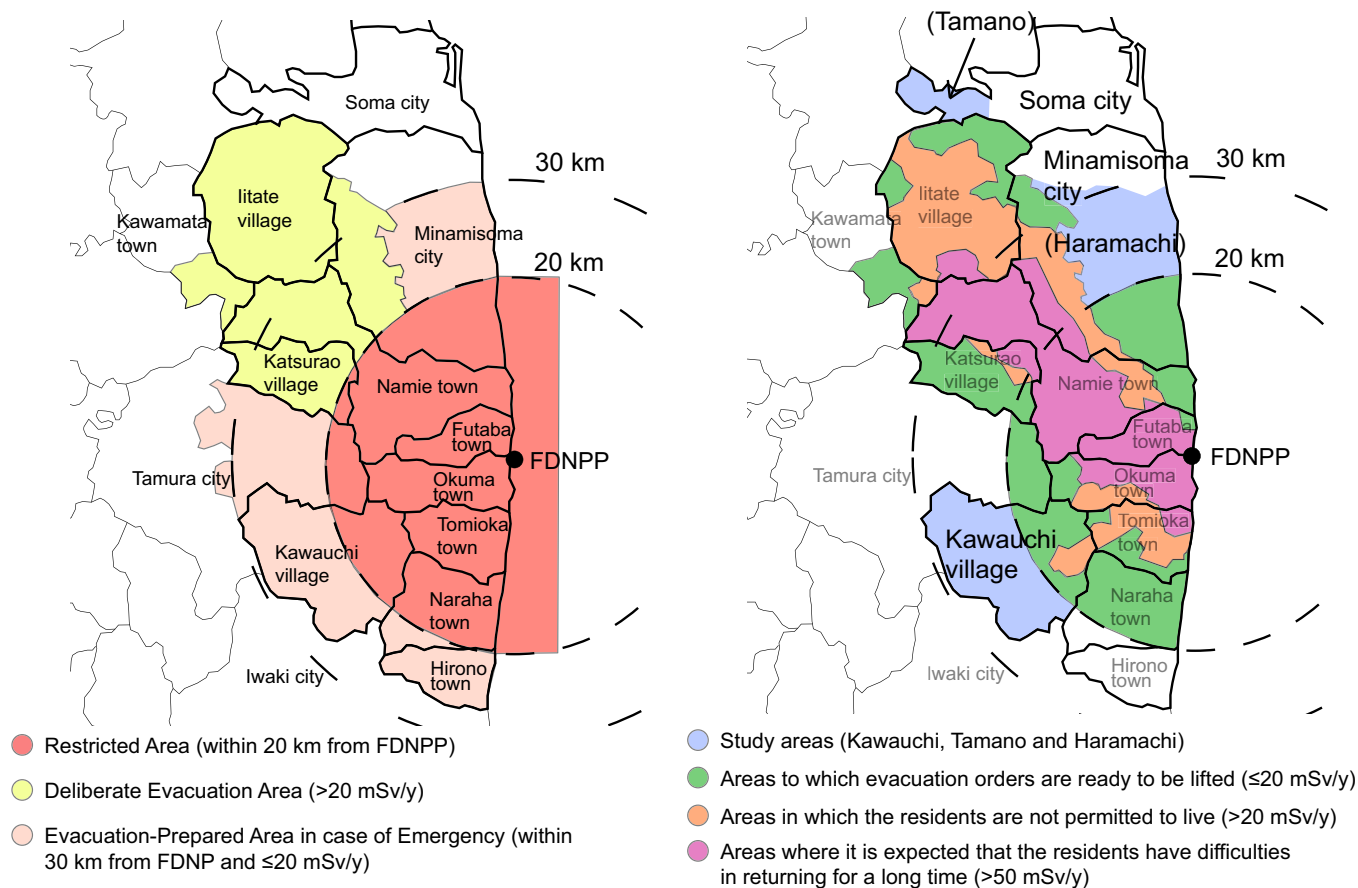 Soma city
30 km
Iitate
village
Kawamata
town
Minamisoma
city
20 km
Katsurao
village
Namie town
Futaba
town
FDNPP
Tamura city
Okuma
town
Tomioka
town
Kawauchi
village
Naraha
town
Iwaki city
Hirono
town
Restricted Area (within 20 km from FDNPP)
Deliberate Evacuation Area (>20 mSv/y)
Evacuation-Prepared Area in case of Emergency (within
30 km from FDNP and ≤20 mSv/y)
(Tamano)
Soma city
Minamisoma
city
30 km
Iitate
village
Kawamata
town
(Haramachi)
20 km
Katsurao
village
Namie town
Futaba
town
FDNPP
Tamura city
Okuma
town
Tomioka
town
Kawauchi
village
Naraha
town
Iwaki city
Hirono
town
Study areas (Kawauchi, Tamano and Haramachi)
Areas to which evacuation orders are ready to be lifted (≤20 mSv/y)
Areas in which the residents are not permitted to live (>20 mSv/y)
Areas where it is expected that the residents have difficulties
in returning for a long time (>50 mSv/y)